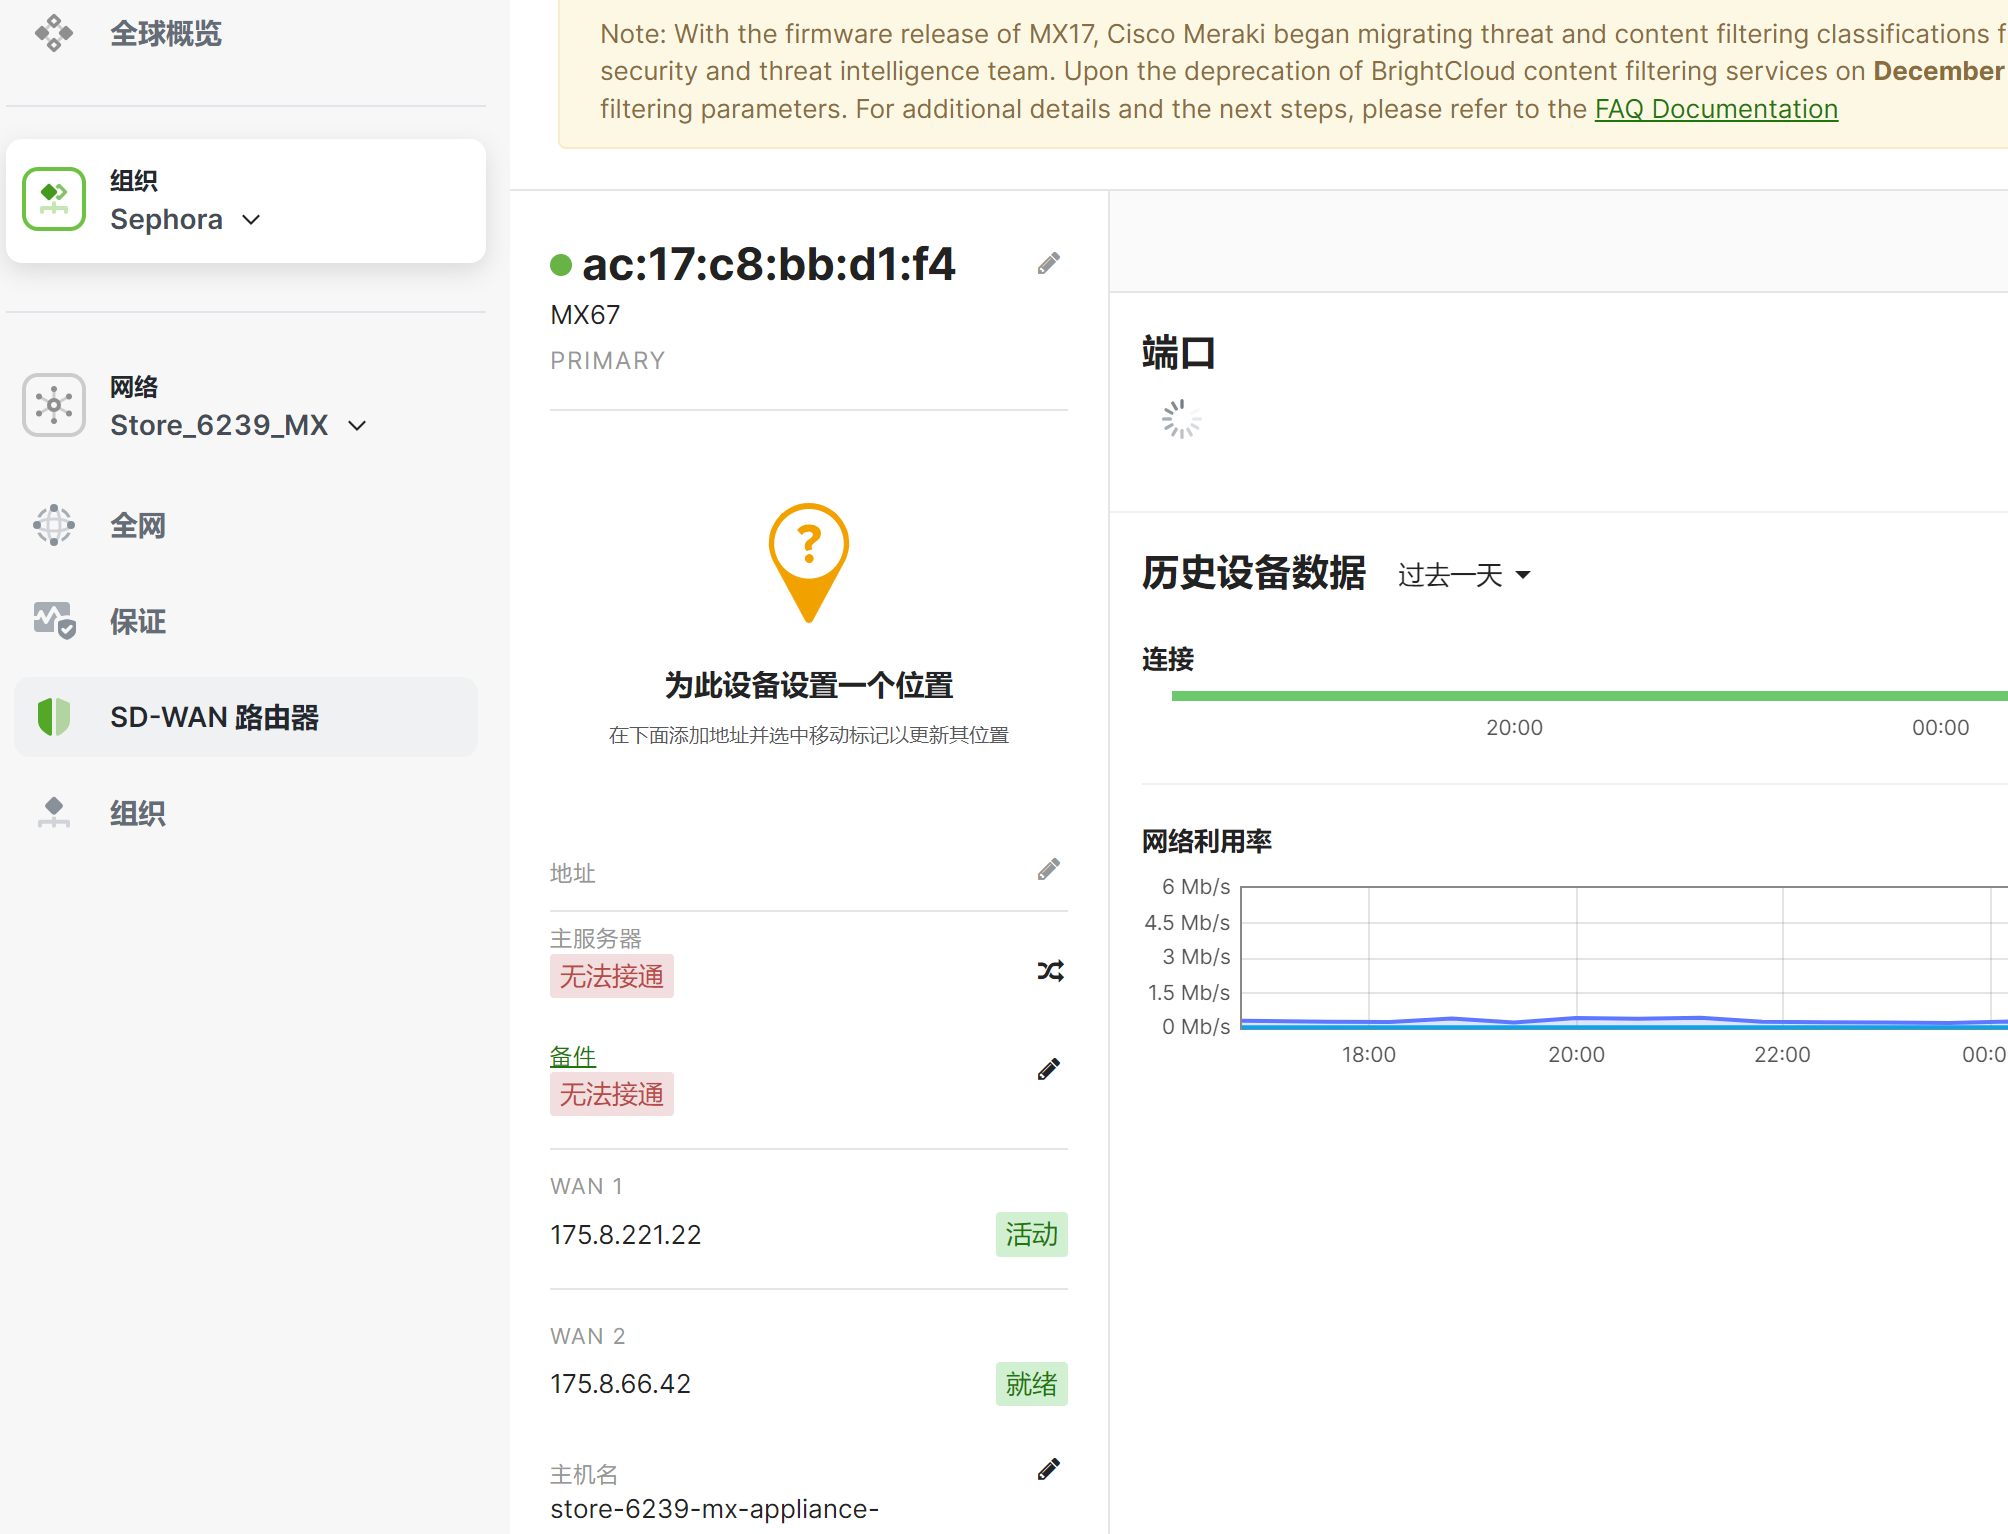 全球概览
组织
Sephora
网络
Store_6239_MX
全网
保证
SD-WAN 路由器
组织
Note: With the firmware release of MX17, Cisco Meraki began migrating threat and content filtering classifications f
security and threat intelligence team. Upon the deprecation of BrightCloud content filtering services on December
filtering parameters. For additional details and the next steps, please refer to the FAQ Documentation
ac:17:c8:bb:d1:f4
MX67
PRIMARY
?
为此设备设置一个位置
在下面添加地址并选中移动标记以更新其位置
地址
主服务器
无法接通
备件
无法接通
WAN 1
175.8.221.22
活动
WAN 2
175.8.66.42
就绪
主机名
store-6239-mx-appliance-
端口
历史设备数据 过去一天
连接
20:00 00:00
网络利用率
6 Mb/s
4.5 Mb/s
3 Mb/s
1.5 Mb/s
0 Mb/s
18:00 20:00 22:00 00:0